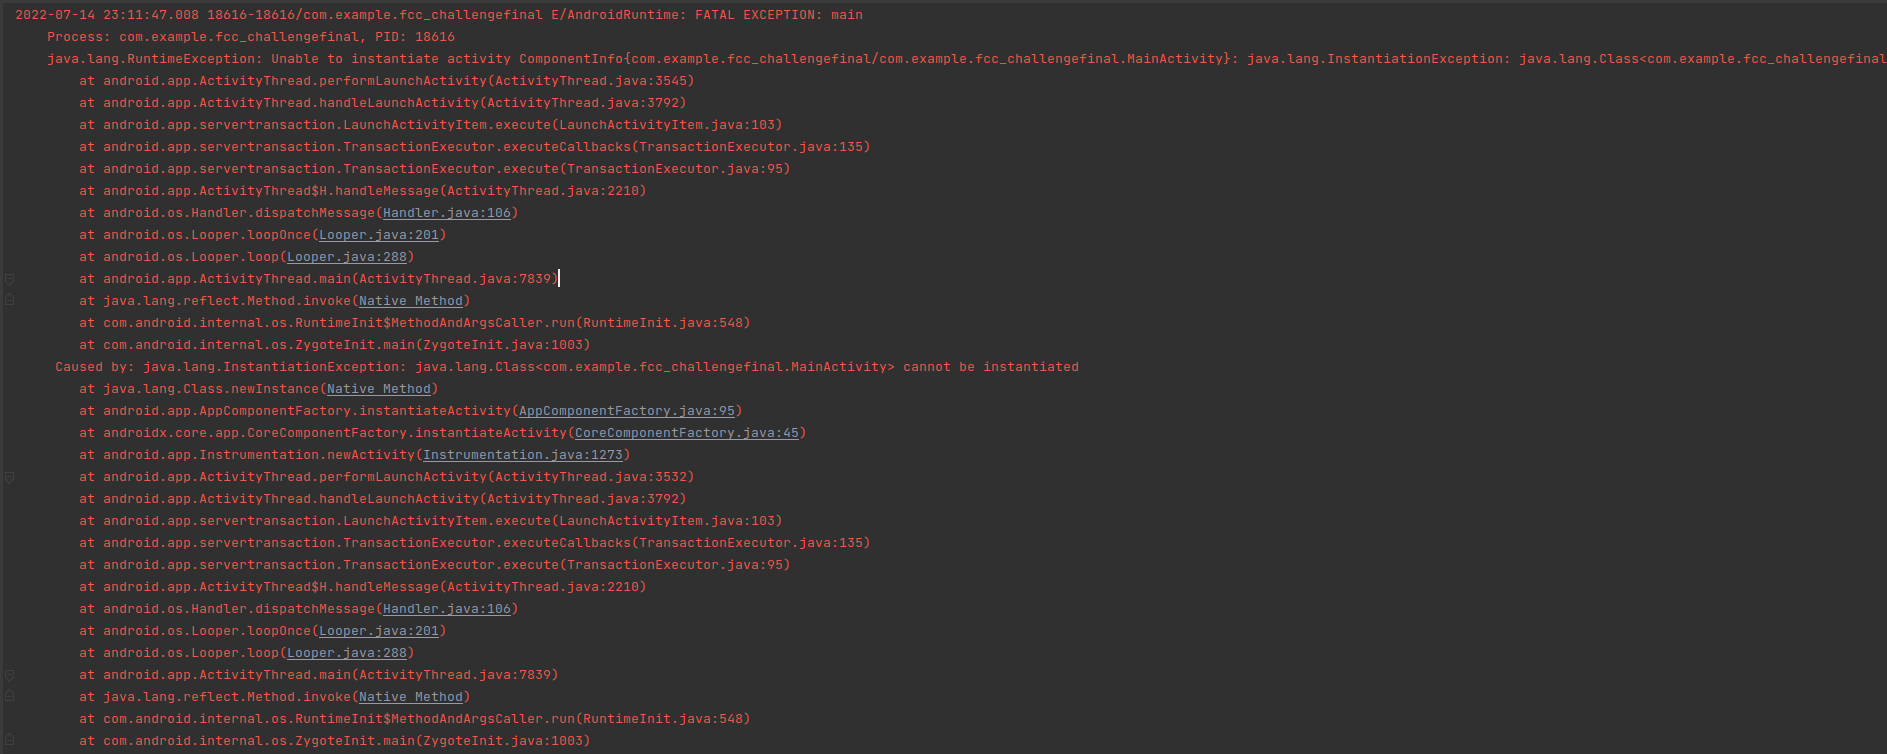 2022-07-14 23:11:47.008 18616-18616/com.example.fcc_challengefinal E/AndroidRuntime: FATAL EXCEPTION: main
Process: com.example.fcc_challengefinal, PID: 18616
java.lang.RuntimeException: Unable to instantiate activity ComponentInfo{com.example.fcc_challengefinal/com.example.fcc_challengefinal.MainActivity}: java.lang.InstantiationException: java.lang.Class<com.example.fcc_challengefinal
at android.app.ActivityThread.performLaunchActivity(ActivityThread.java:3545)
at android.app.ActivityThread.handleLaunchActivity(ActivityThread.java:3792)
at android.app.servertransaction.LaunchActivityItem.execute(LaunchActivityItem.java:103)
at android.app.servertransaction.TransactionExecutor.executeCallbacks(TransactionExecutor.java:135)
at android.app.servertransaction.TransactionExecutor.execute(TransactionExecutor.java:95)
at android.app.ActivityThread$H.handleMessage(ActivityThread.java:2210)
at android.os.Handler.dispatchMessage(Handler.java:106)
at android.os.Looper.loopOnce(Looper.java:201)
at android.os.Looper.loop(Looper.java:288)
at android.app.ActivityThread.main(ActivityThread.java:7839)
at java.lang.reflect.Method.invoke(Native Method)
at com.android.internal.os.RuntimeInit$MethodAndArgsCaller.run(RuntimeInit.java:548)
at com.android.internal.os.ZygoteInit.main(ZygoteInit.java:1003)
Caused by: java.lang.InstantiationException: java.lang.Class<com.example.fcc_challengefinal.MainActivity> cannot be instantiated
at java.lang.Class.newInstance(Native Method)
at android.app.AppComponentFactory.instantiateActivity(AppComponentFactory.java:95)
at androidx.core.app.CoreComponentFactory.instantiateActivity(CoreComponentFactory.java:45)
at android.app.Instrumentation.newActivity(Instrumentation.java:1273)
at android.app.ActivityThread.performLaunchActivity(ActivityThread.java:3532)
at android.app.ActivityThread.handleLaunchActivity(ActivityThread.java:3792)
at android.app.servertransaction.LaunchActivityItem.execute(LaunchActivityItem.java:103)
at android.app.servertransaction.TransactionExecutor.executeCallbacks(TransactionExecutor.java:135)
at android.app.servertransaction.TransactionExecutor.execute(TransactionExecutor.java:95)
at android.app.ActivityThread$H.handleMessage(ActivityThread.java:2210)
at android.os.Handler.dispatchMessage(Handler.java:106)
at android.os.Looper.loopOnce(Looper.java:201)
at android.os.Looper.loop(Looper.java:288)
at android.app.ActivityThread.main(ActivityThread.java:7839)
at java.lang.reflect.Method.invoke(Native Method)
at com.android.internal.os.RuntimeInit$MethodAndArgsCaller.run(RuntimeInit.java:548)
at com.android.internal.os.ZygoteInit.main(ZygoteInit.java:1003)